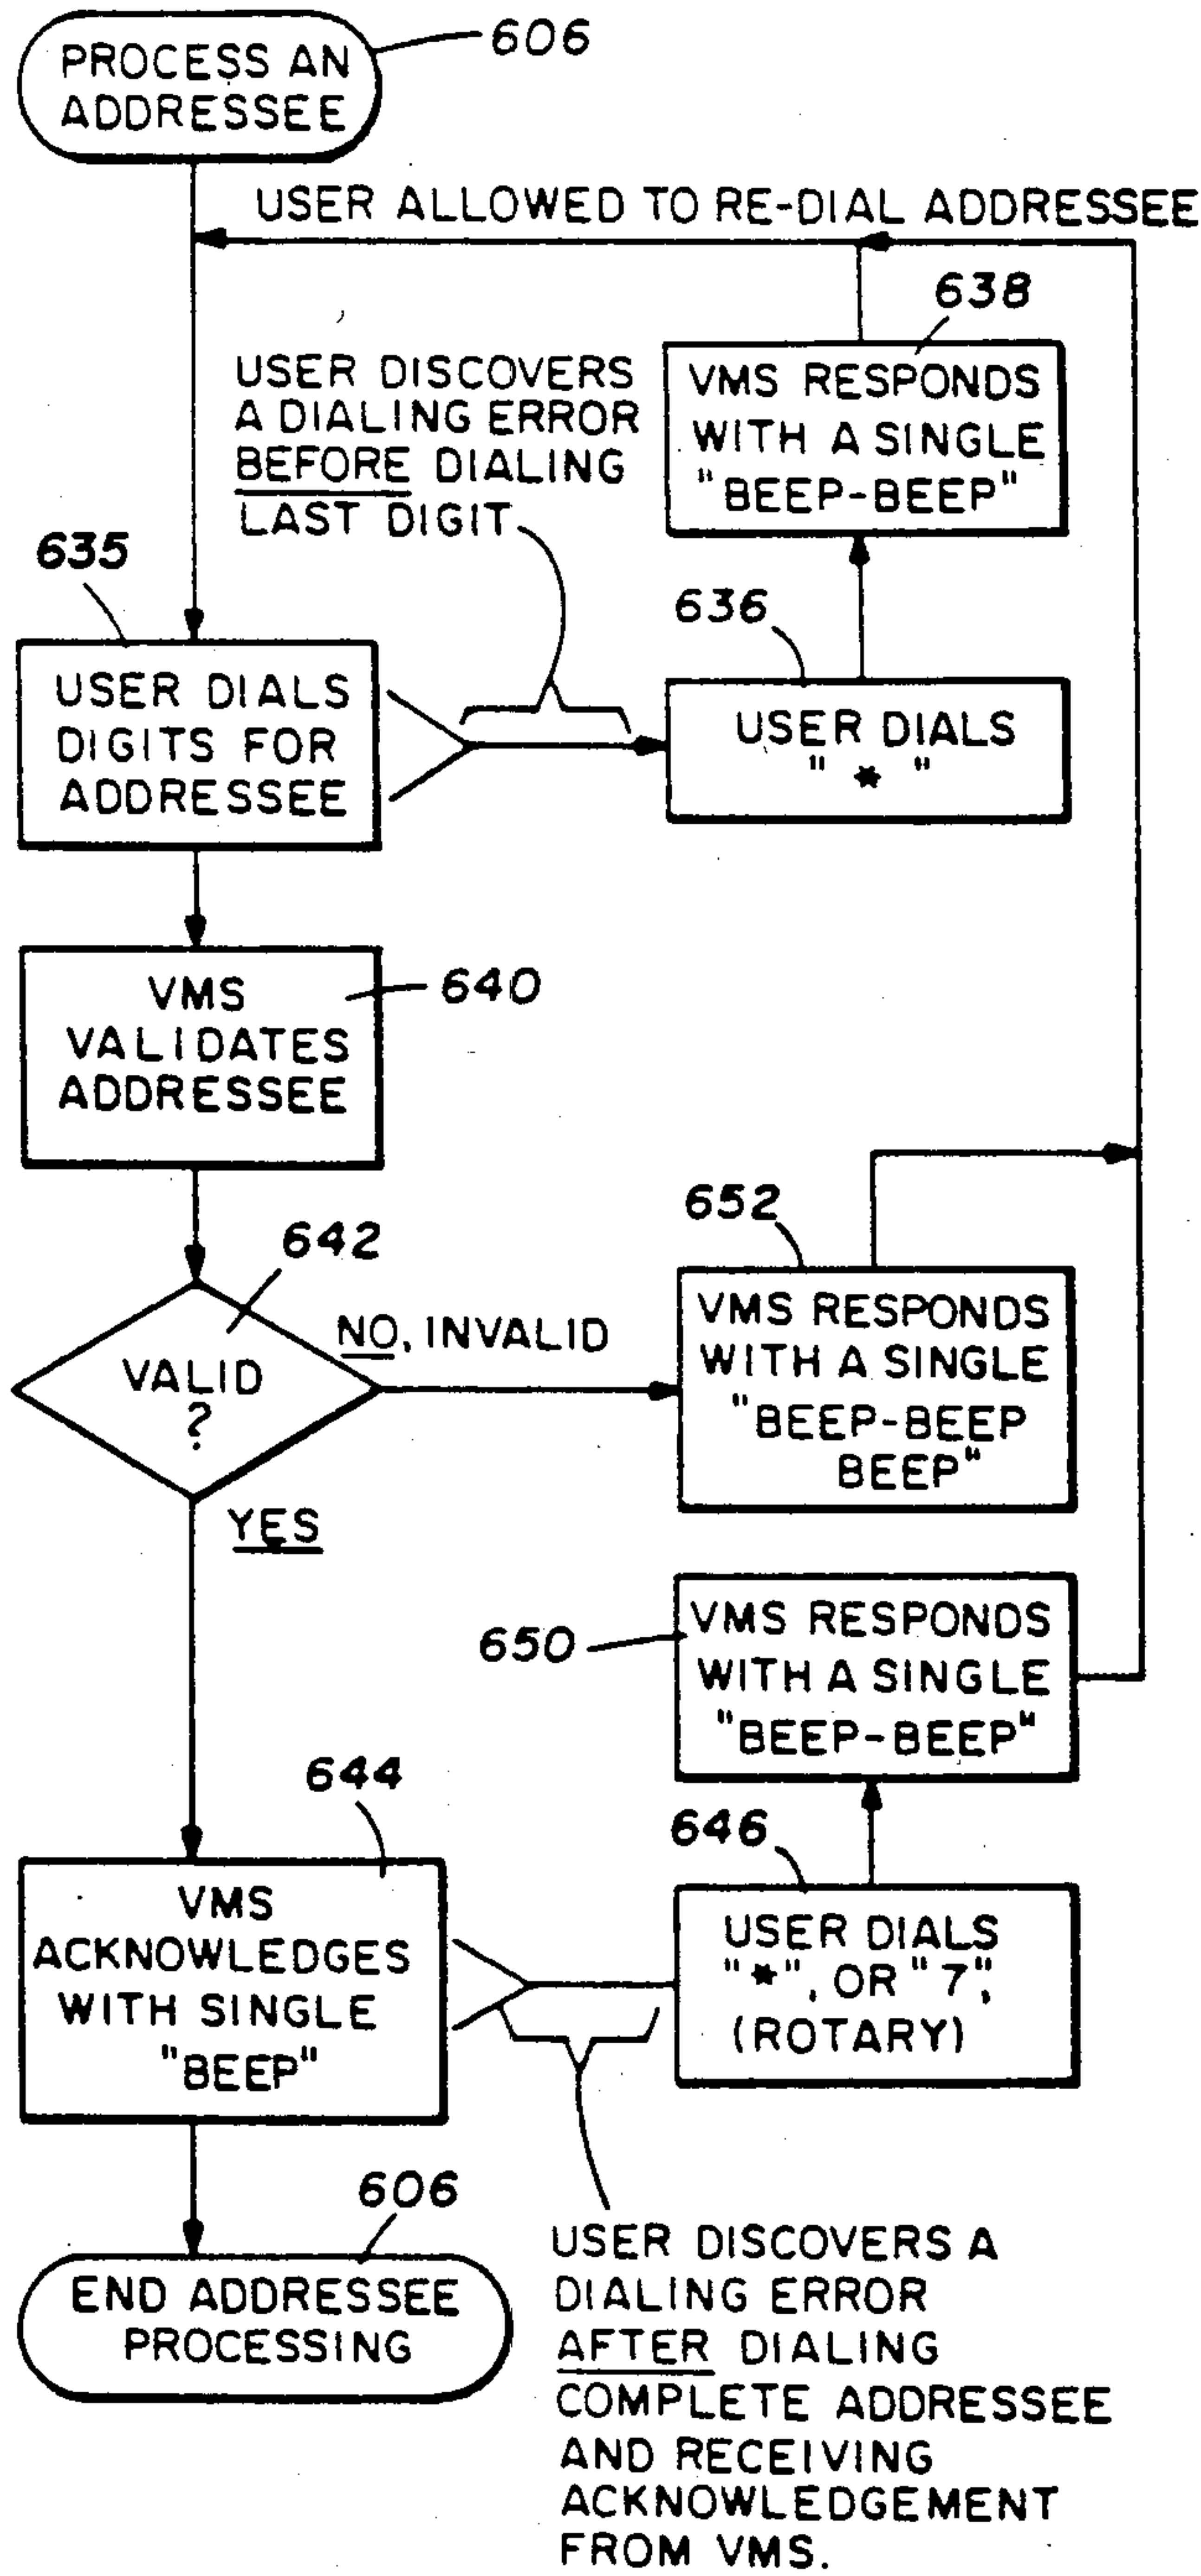 PROCESS AN
ADDRESSEE
606
USER ALLOWED TO RE-DIAL ADDRESSEE
638
USER DISCOVERS
A DIALING ERROR
BEFORE DIALING
LAST DIGIT
VMS RESPONDS
WITH A SINGLE
"BEEP-BEEP"
635
636
USER DIALS
DIGITS FOR
ADDRESSEE
USER DIALS
"*"
VMS
VALIDATES
ADDRESSEE
640
642
652
VALID
?
NO, INVALID
VMS RESPONDS
WITH A SINGLE
"BEEP-BEEP
BEEP"
YES
650
VMS RESPONDS
WITH A SINGLE
"BEEP-BEEP"
644
646
VMS
ACKNOWLEDGES
WITH SINGLE
"BEEP"
USER DIALS
"*", OR "7",
(ROTARY)
606
END ADDRESSEE
PROCESSING
USER DISCOVERS A
DIALING ERROR
AFTER DIALING
COMPLETE ADDRESSEE
AND RECEIVING
ACKNOWLEDGEMENT
FROM VMS.